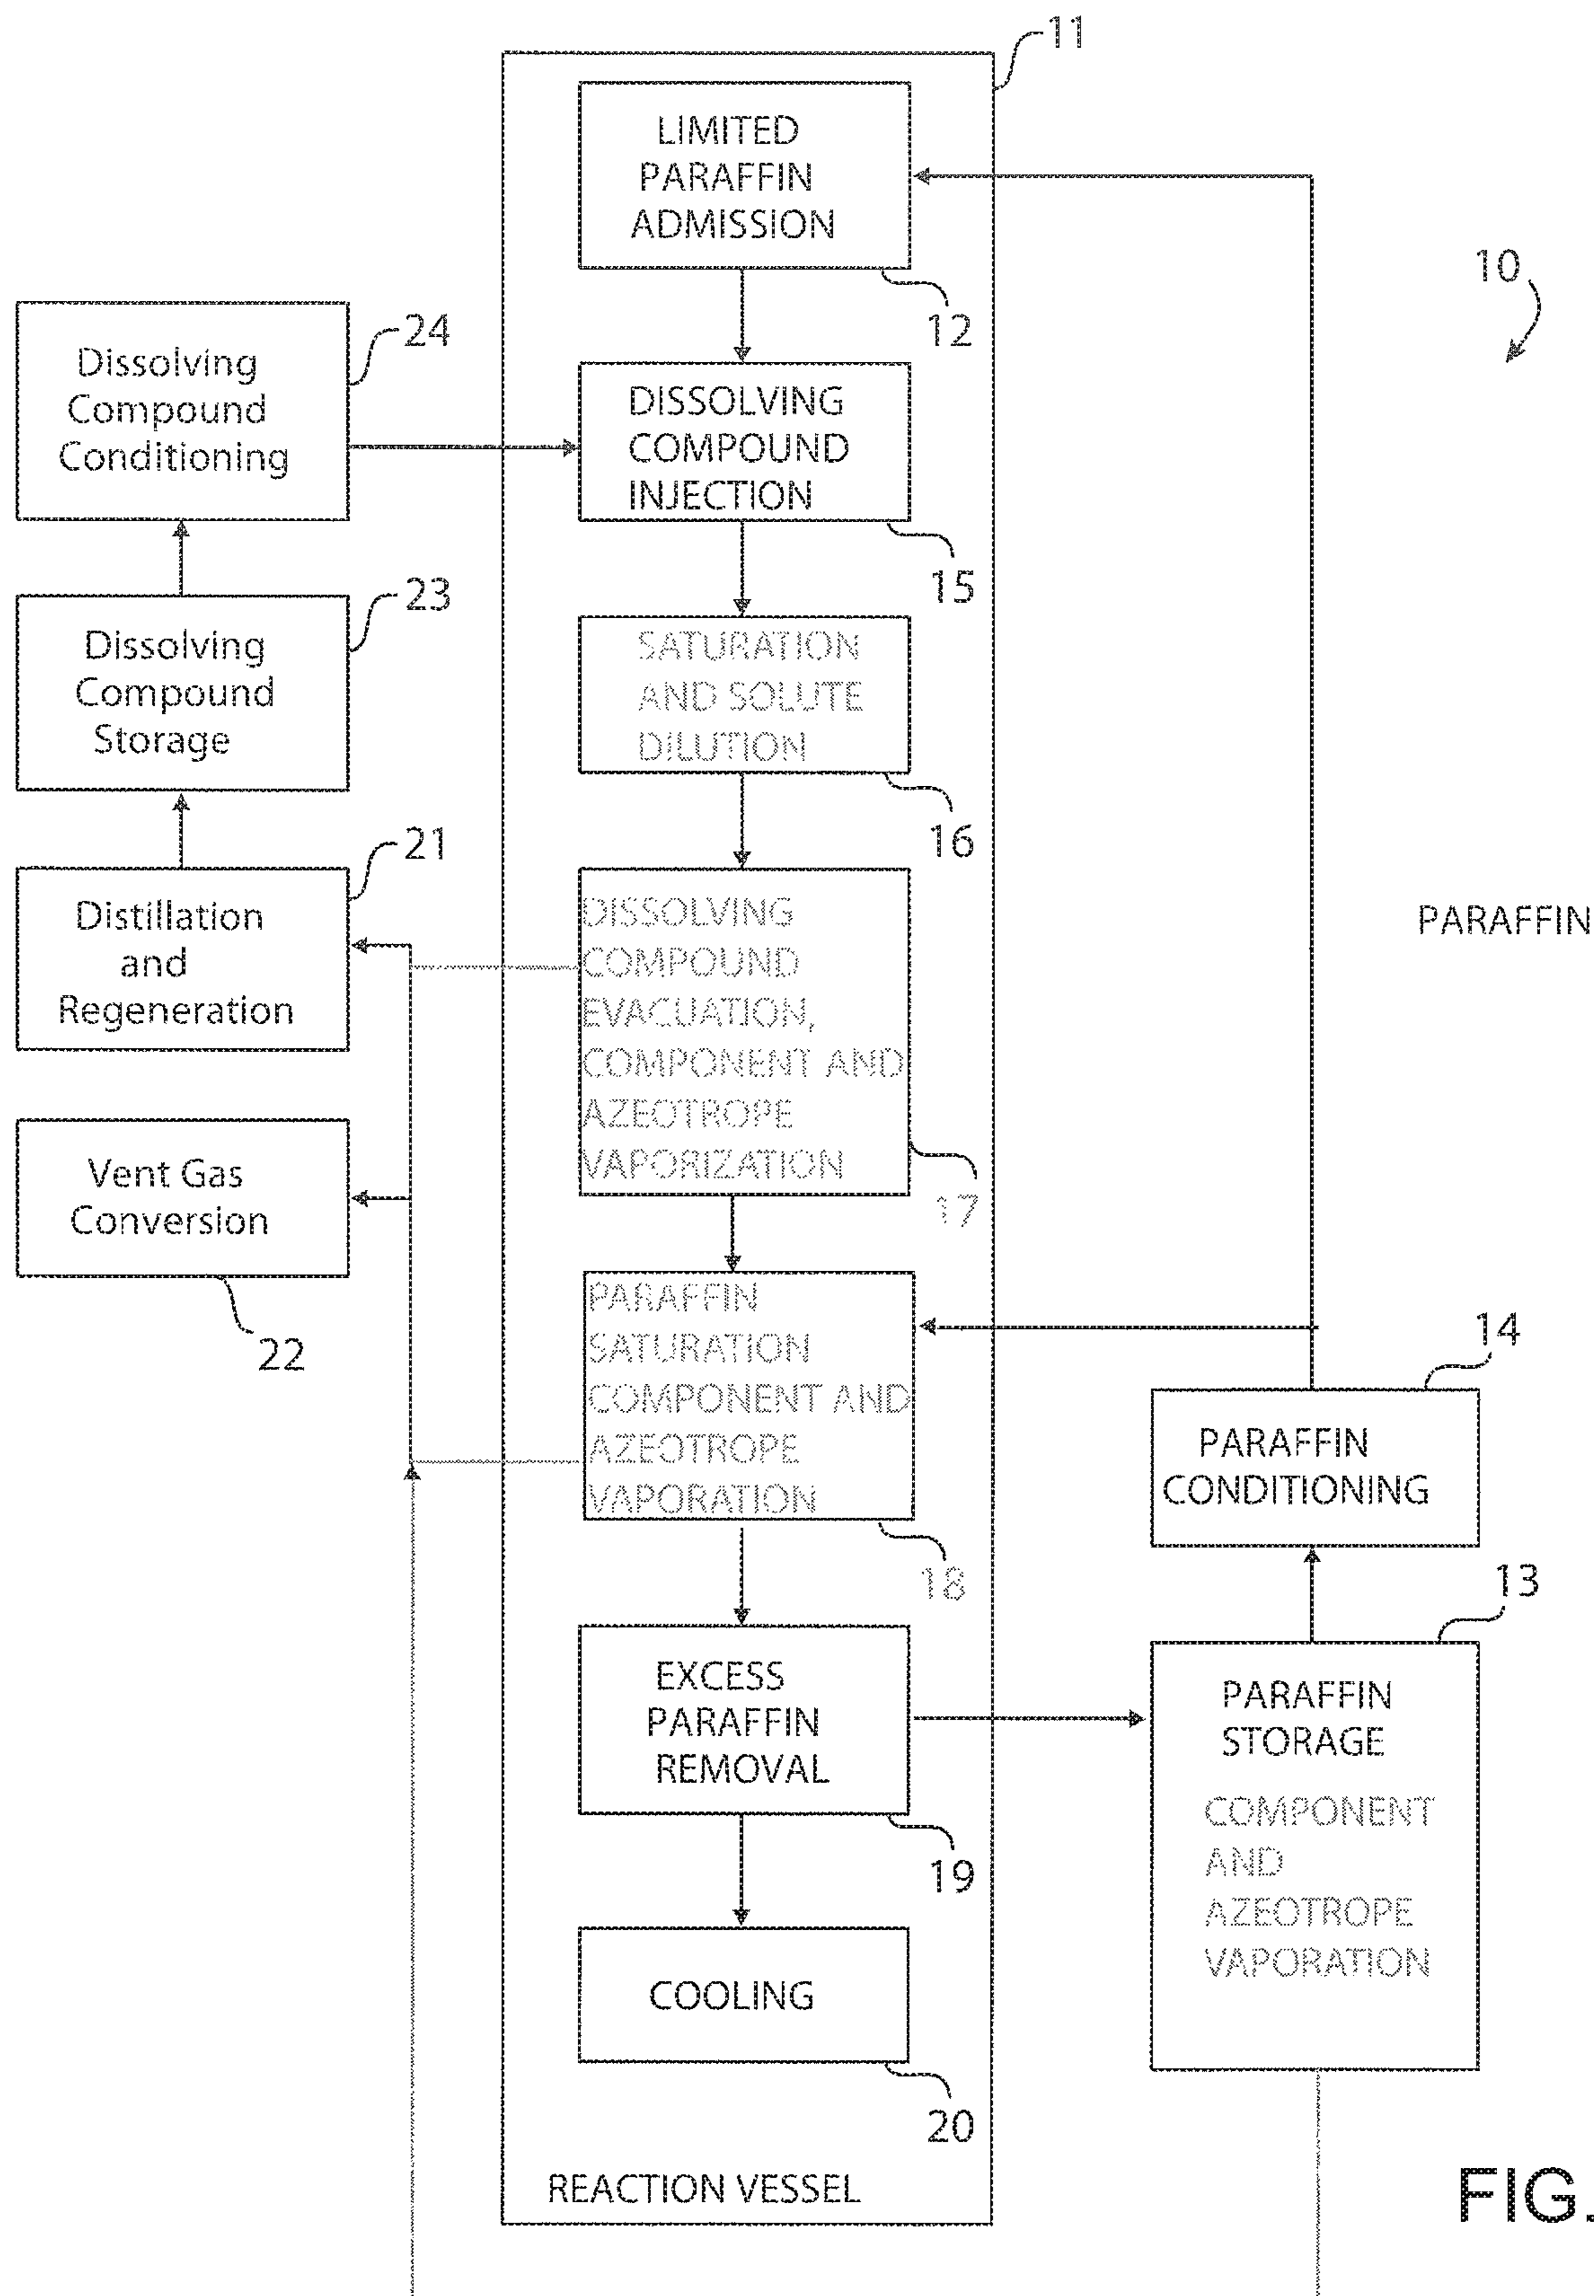 11
LIMITED
PARAFFIN
ADMISSION
12
10
Dissolving
Compound
Conditioning
24
DISSOLVING
COMPOUND
INJECTION
15
Dissolving
Compound
Storage
23
SATURATION
AND SOLUTE
DILUTION
16
Distillation
and
Regeneration
21
DISSOLVING
COMPOUND
EVACUATION,
COMPONENT AND
AZEOTROPE
VAPORIZATION
17
PARAFFIN
Vent Gas
Conversion
22
PARAFFIN
SATURATION
COMPONENT AND
AZEOTROPE
VAPORATION
18
14
PARAFFIN
CONDITIONING
13
EXCESS
PARAFFIN
REMOVAL
19
PARAFFIN
STORAGE
COMPONENT
AND
AZEOTROPE
VAPORATION
COOLING
20
REACTION VESSEL
FIG.